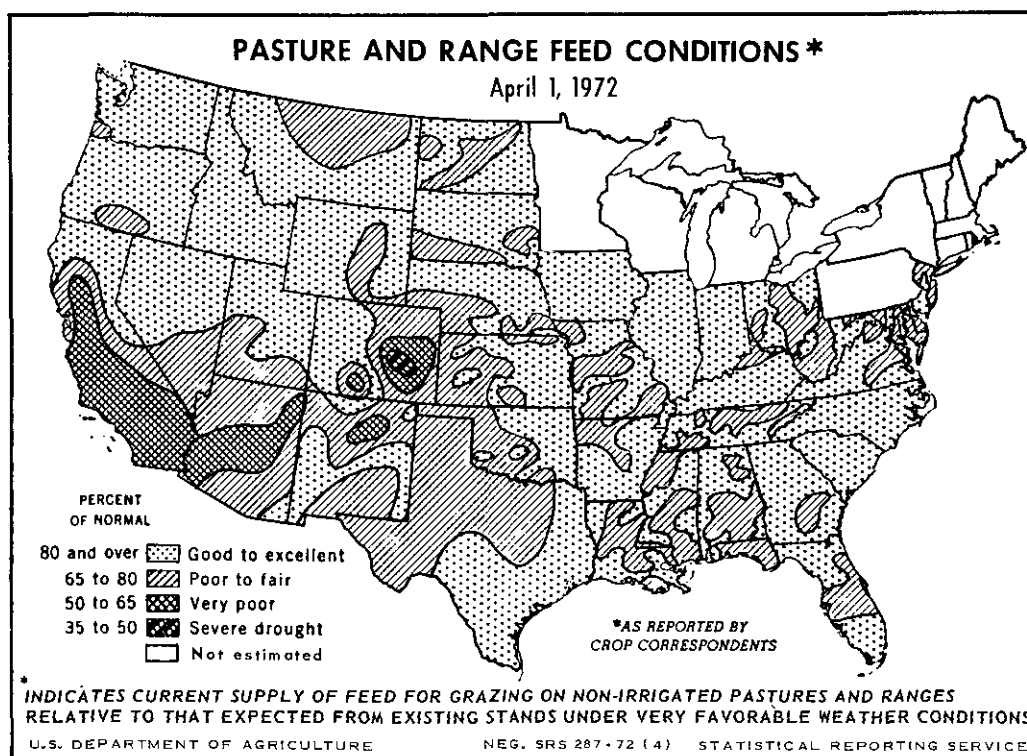 PASTURE AND RANGE FEED CONDITIONS*
April 1, 1972
PERCENT
OF NORMAL
80 and over Good to excellent
65 to 80 Poor to fair
50 to 65 Very poor
35 to 50 Severe drought
Not estimated
*AS REPORTED BY
CROP CORRESPONDENTS
*
INDICATES CURRENT SUPPLY OF FEED FOR GRAZING ON NON-IRRIGATED PASTURES AND RANGES
RELATIVE TO THAT EXPECTED FROM EXISTING STANDS UNDER VERY FAVORABLE WEATHER CONDITIONS
U.S. DEPARTMENT OF AGRICULTURE NEG. SRS 287-72 (4) STATISTICAL REPORTING SERVICE